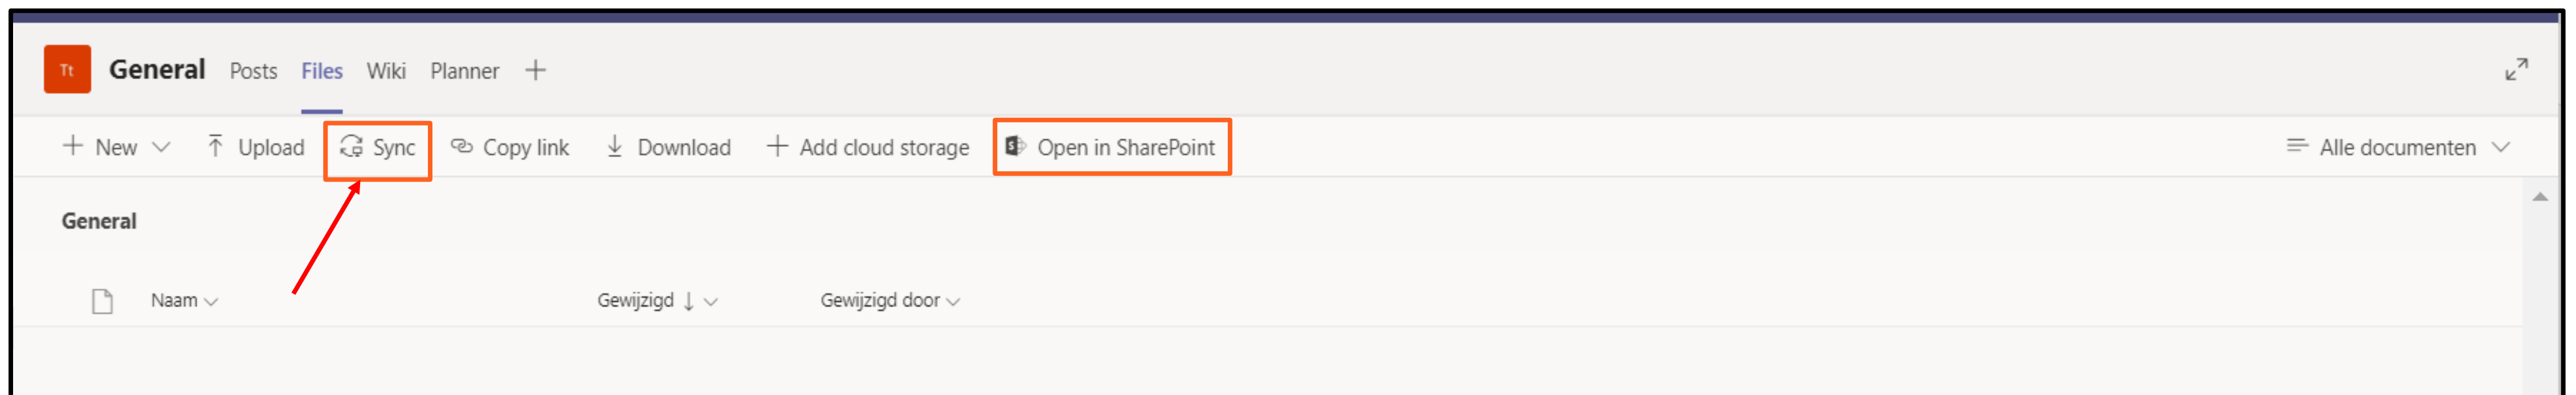 Tt General Posts Files Wiki Planner
New Upload Sync Copy link Download Add cloud storage Open in SharePoint Alle documenten
General
Naam Gewijzigd Gewijzigd door